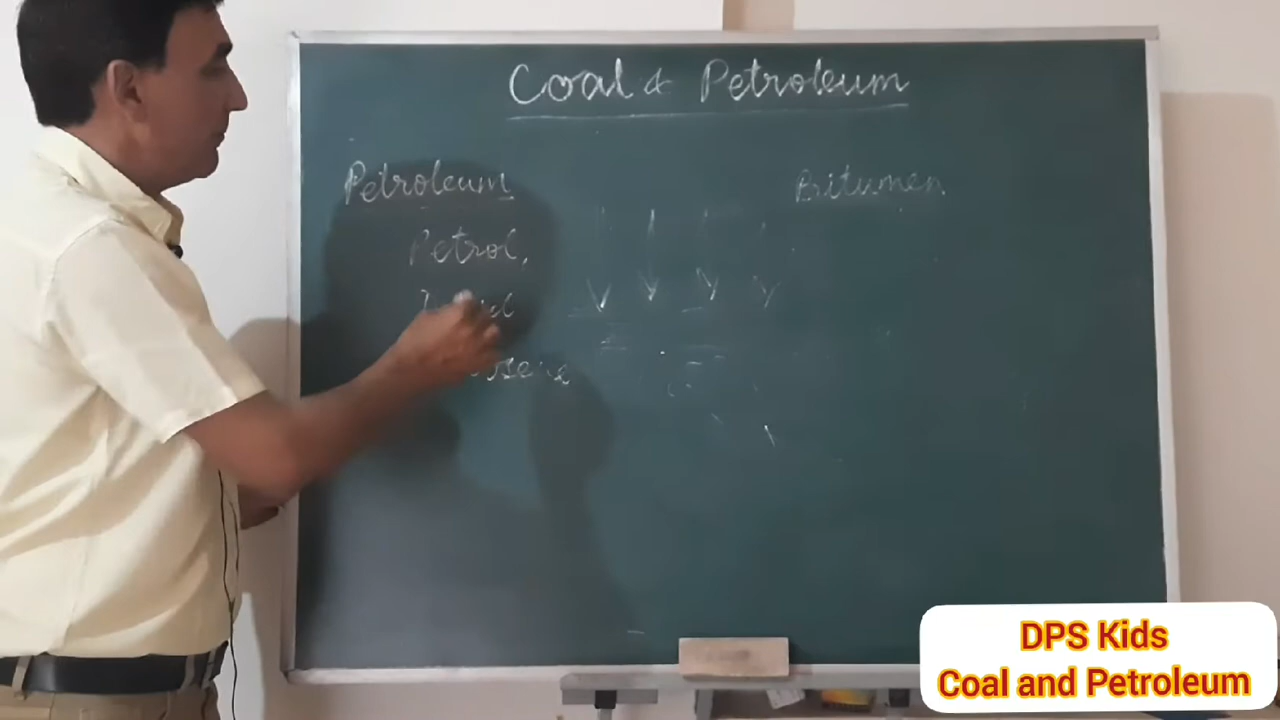 Coal & Petroleum
Petroleum
Bitumen
Petrol,
DPS Kids
Coal and Petroleum